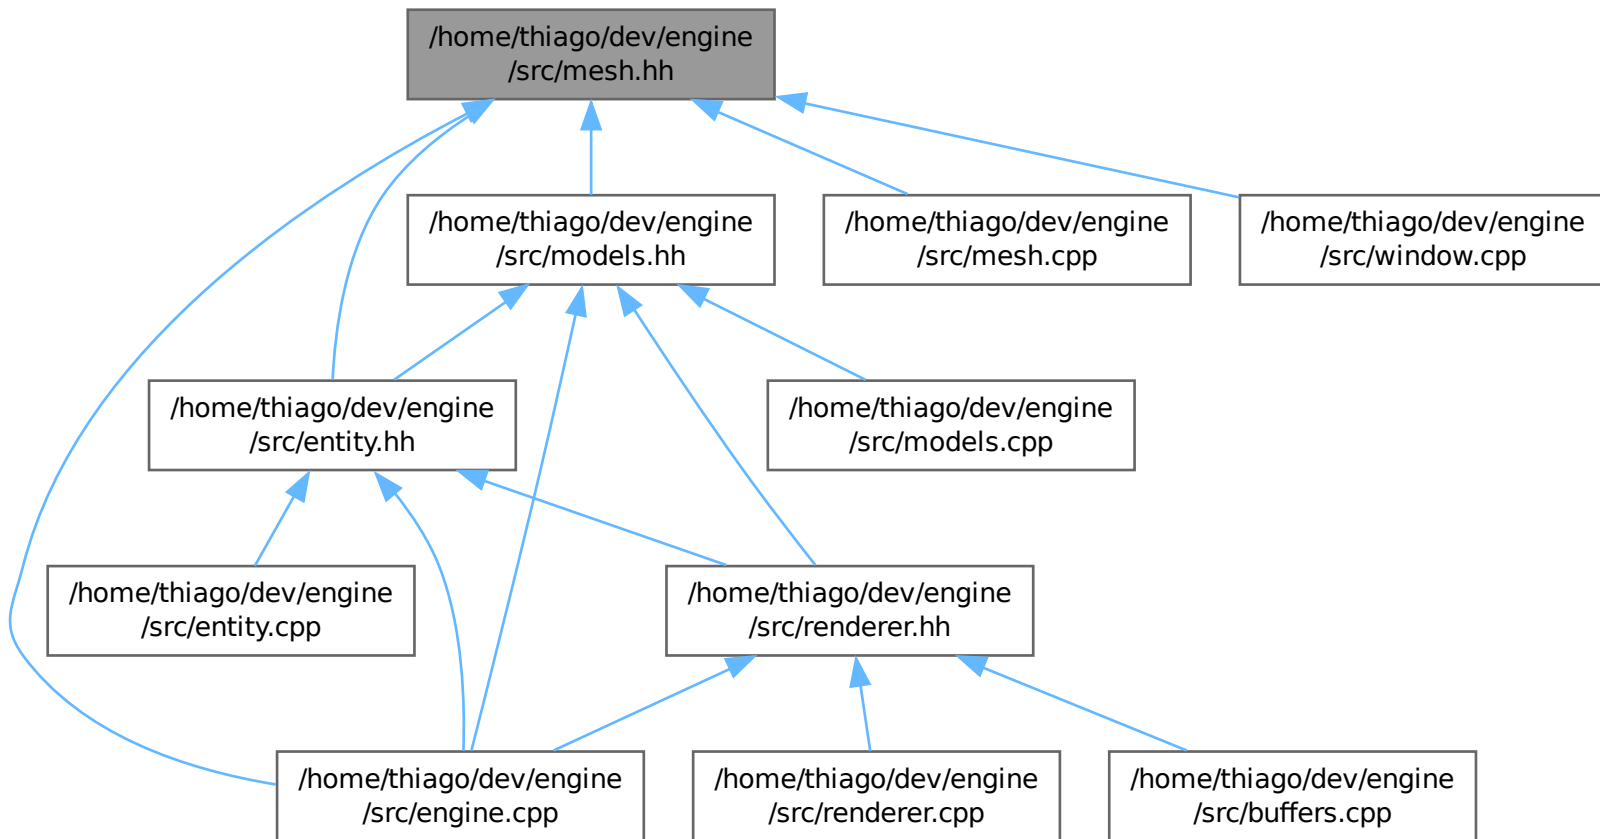 /home/thiago/dev/engine
/src/mesh.hh
/home/thiago/dev/engine
/src/models.hh
/home/thiago/dev/engine
/src/mesh.cpp
/home/thiago/dev/engine
/src/window.cpp
/home/thiago/dev/engine
/src/entity.hh
/home/thiago/dev/engine
/src/models.cpp
/home/thiago/dev/engine
/src/entity.cpp
/home/thiago/dev/engine
/src/renderer.hh
/home/thiago/dev/engine
/src/engine.cpp
/home/thiago/dev/engine
/src/renderer.cpp
/home/thiago/dev/engine
/src/buffers.cpp